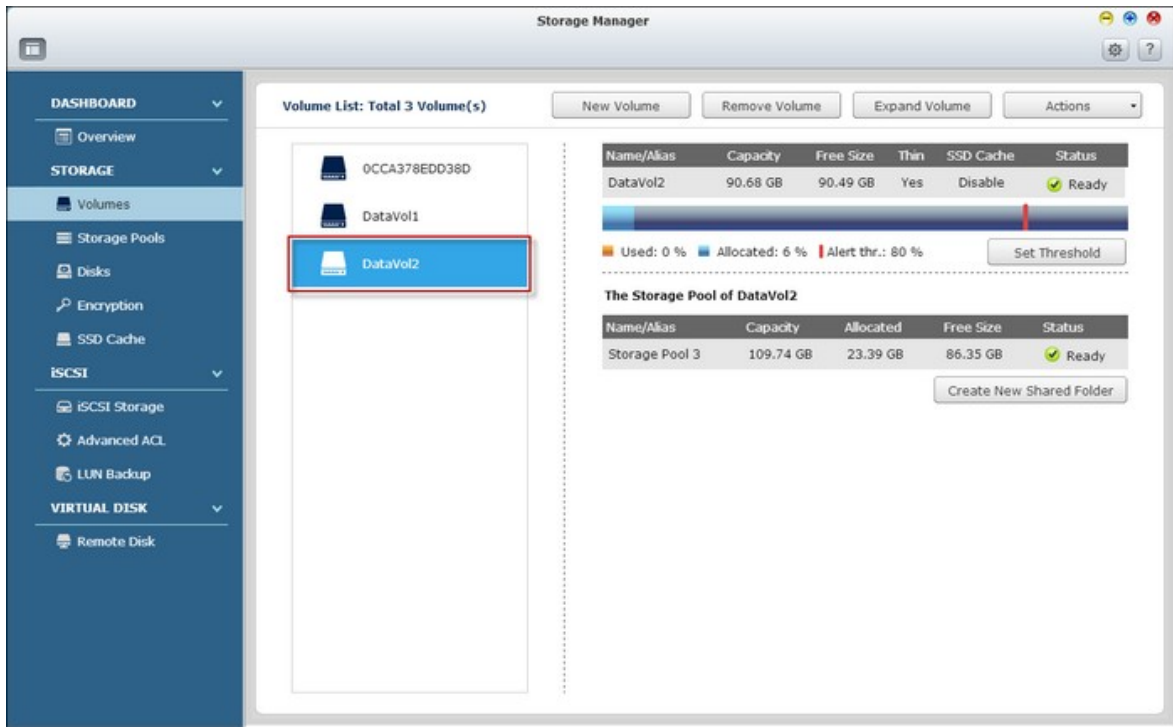 Storage Manager
?
DASHBOARD
Overview
STORAGE
Volumes
Storage Pools
Disks
Encryption
SSD Cache
iSCSI
iSCSI Storage
Advanced ACL
LUN Backup
VIRTUAL DISK
Remote Disk
Volume List: Total 3 Volume(s)
New Volume Remove Volume Expand Volume Actions
0CCA378EDD38D
DataVol1
DataVol2
Name/Alias Capacity Free Size Thin SSD Cache Status
DataVol2 90.68 GB 90.49 GB Yes Disable Ready
Used: 0 % Allocated: 6 % Alert thr.: 80 % Set Threshold
The Storage Pool of DataVol2
Name/Alias Capacity Allocated Free Size Status
Storage Pool 3 109.74 GB 23.39 GB 86.35 GB Ready
Create New Shared Folder